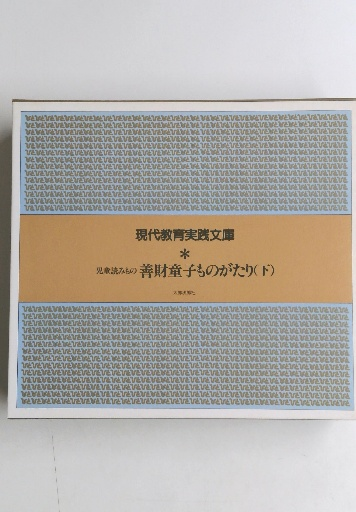 現代教育実践文庫
*
児童読みもの 善財童子ものがたり(下)